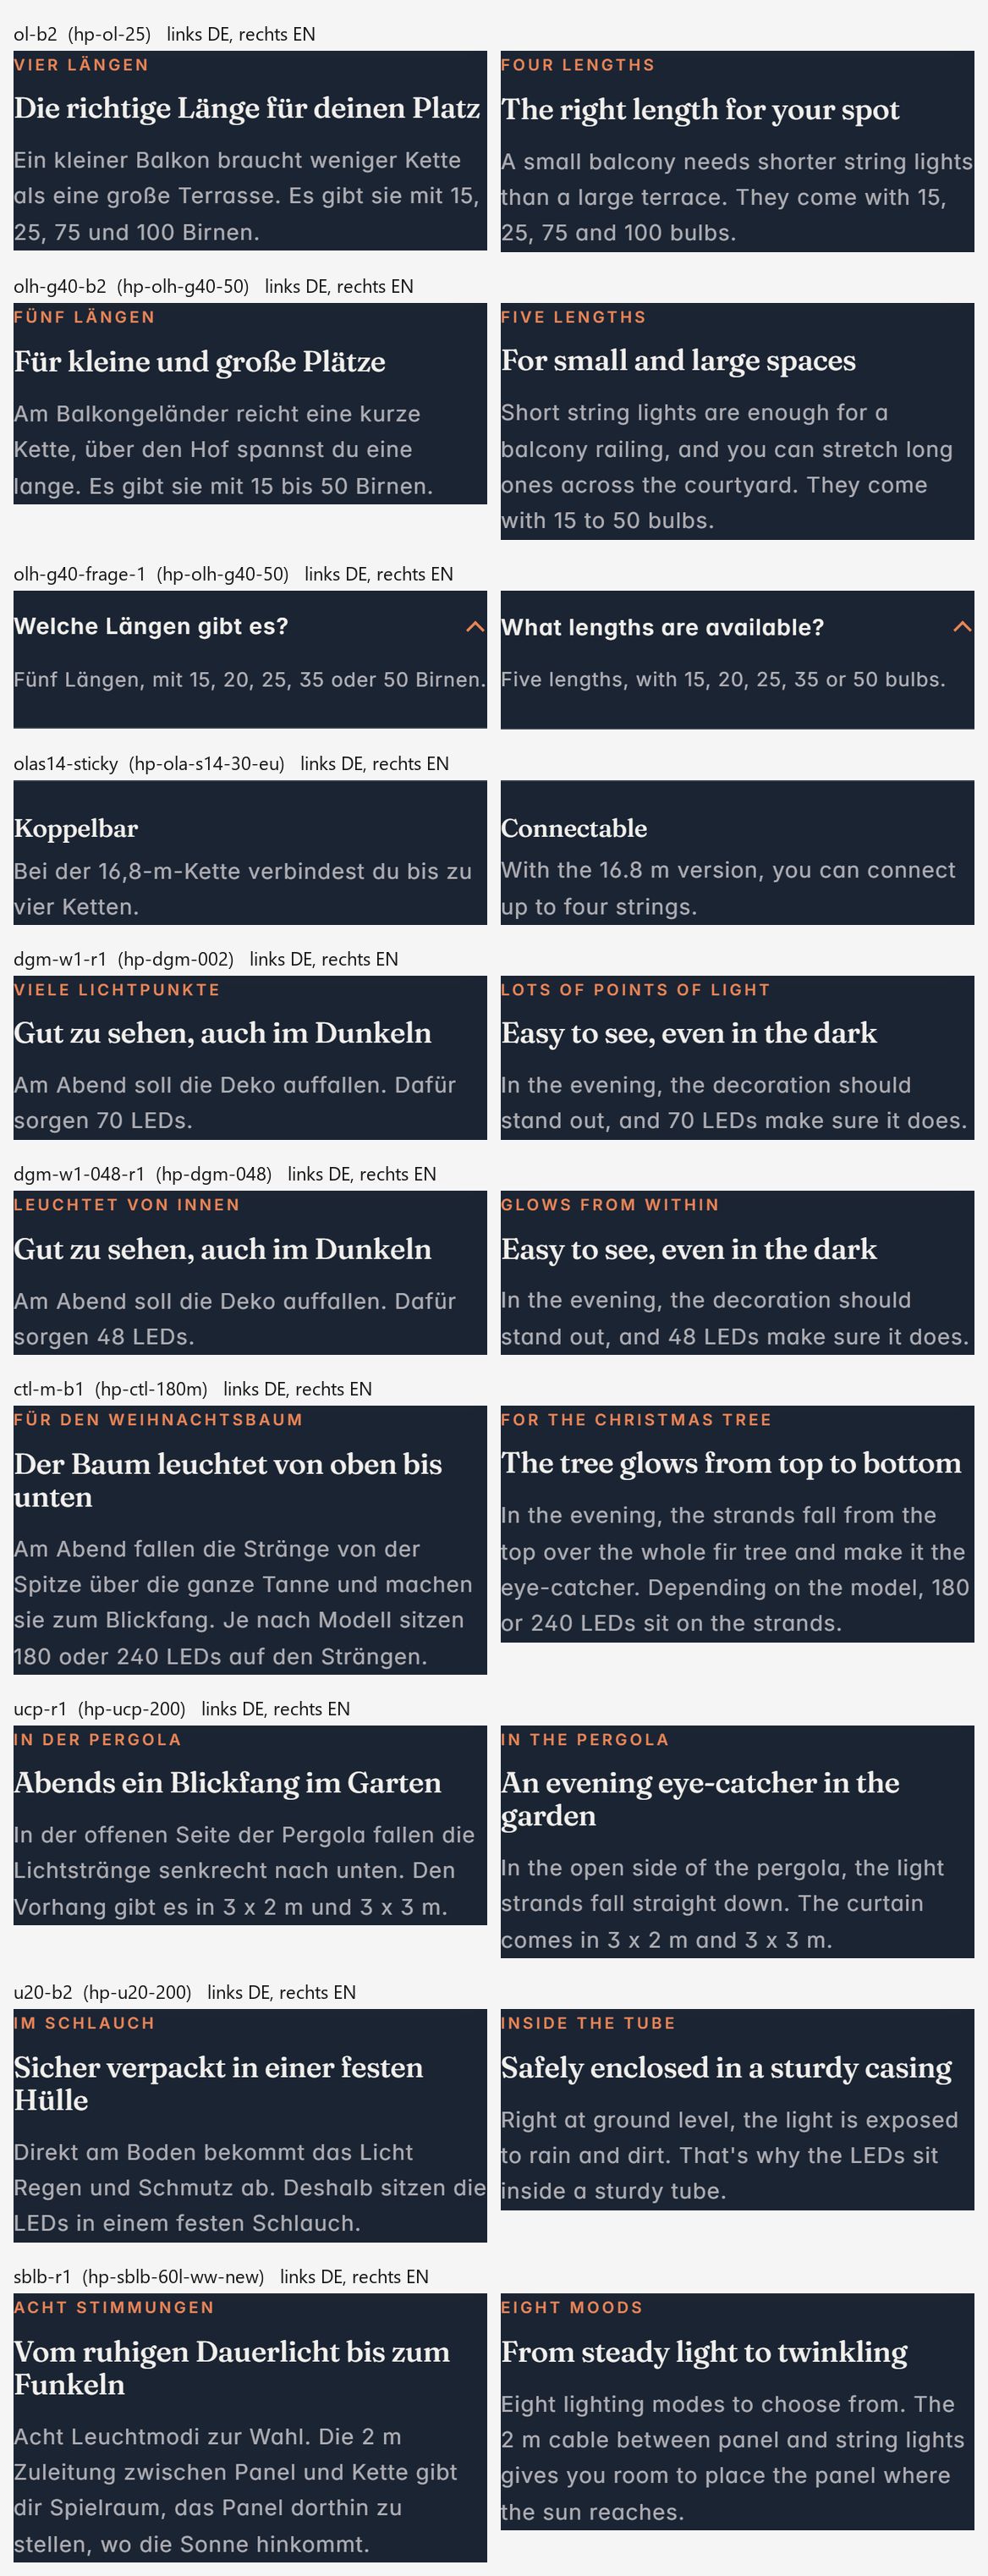 ol-b2 (hp-ol-25) links DE, rechts EN
VIER LÄNGEN
Die richtige Länge für deinen Platz
Ein kleiner Balkon braucht weniger Kette
als eine große Terrasse. Es gibt sie mit 15,
25, 75 und 100 Birnen.
FOUR LENGTHS
The right length for your spot
A small balcony needs shorter string lights
than a large terrace. They come with 15,
25, 75 and 100 bulbs.
olh-g40-b2 (hp-olh-g40-50) links DE, rechts EN
FÜNF LÄNGEN
Für kleine und große Plätze
Am Balkongeländer reicht eine kurze
Kette, über den Hof spannst du eine
lange. Es gibt sie mit 15 bis 50 Birnen.
FIVE LENGTHS
For small and large spaces
Short string lights are enough for a
balcony railing, and you can stretch long
ones across the courtyard. They come
with 15 to 50 bulbs.
olh-g40-frage-1 (hp-olh-g40-50) links DE, rechts EN
Welche Längen gibt es?
Fünf Längen, mit 15, 20, 25, 35 oder 50 Birnen.
What lengths are available?
Five lengths, with 15, 20, 25, 35 or 50 bulbs.
olas14-sticky (hp-ola-s14-30-eu) links DE, rechts EN
Koppelbar
Bei der 16,8-m-Kette verbindest du bis zu
vier Ketten.
Connectable
With the 16.8 m version, you can connect
up to four strings.
dgm-w1-r1 (hp-dgm-002) links DE, rechts EN
VIELE LICHTPUNKTE
Gut zu sehen, auch im Dunkeln
Am Abend soll die Deko auffallen. Dafür
sorgen 70 LEDs.
LOTS OF POINTS OF LIGHT
Easy to see, even in the dark
In the evening, the decoration should
stand out, and 70 LEDs make sure it does.
dgm-w1-048-r1 (hp-dgm-048) links DE, rechts EN
LEUCHTET VON INNEN
Gut zu sehen, auch im Dunkeln
Am Abend soll die Deko auffallen. Dafür
sorgen 48 LEDs.
GLOWS FROM WITHIN
Easy to see, even in the dark
In the evening, the decoration should
stand out, and 48 LEDs make sure it does.
ctl-m-b1 (hp-ctl-180m) links DE, rechts EN
FÜR DEN WEIHNACHTSBAUM
Der Baum leuchtet von oben bis
unten
Am Abend fallen die Stränge von der
Spitze über die ganze Tanne und machen
sie zum Blickfang. Je nach Modell sitzen
180 oder 240 LEDs auf den Strängen.
FOR THE CHRISTMAS TREE
The tree glows from top to bottom
In the evening, the strands fall from the
top over the whole fir tree and make it the
eye-catcher. Depending on the model, 180
or 240 LEDs sit on the strands.
ucp-r1 (hp-ucp-200) links DE, rechts EN
IN DER PERGOLA
Abends ein Blickfang im Garten
In der offenen Seite der Pergola fallen die
Lichtstränge senkrecht nach unten. Den
Vorhang gibt es in 3 x 2 m und 3 x 3 m.
IN THE PERGOLA
An evening eye-catcher in the
garden
In the open side of the pergola, the light
strands fall straight down. The curtain
comes in 3 x 2 m and 3 x 3 m.
u20-b2 (hp-u20-200) links DE, rechts EN
IM SCHLAUCH
Sicher verpackt in einer festen
Hülle
Direkt am Boden bekommt das Licht
Regen und Schmutz ab. Deshalb sitzen die
LEDs in einem festen Schlauch.
INSIDE THE TUBE
Safely enclosed in a sturdy casing
Right at ground level, the light is exposed
to rain and dirt. That's why the LEDs sit
inside a sturdy tube.
sblb-r1 (hp-sblb-60l-ww-new) links DE, rechts EN
ACHT STIMMUNGEN
Vom ruhigen Dauerlicht bis zum
Funkeln
Acht Leuchtmodi zur Wahl. Die 2 m
Zuleitung zwischen Panel und Kette gibt
dir Spielraum, das Panel dorthin zu
stellen, wo die Sonne hinkommt.
EIGHT MOODS
From steady light to twinkling
Eight lighting modes to choose from. The
2 m cable between panel and string lights
gives you room to place the panel where
the sun reaches.